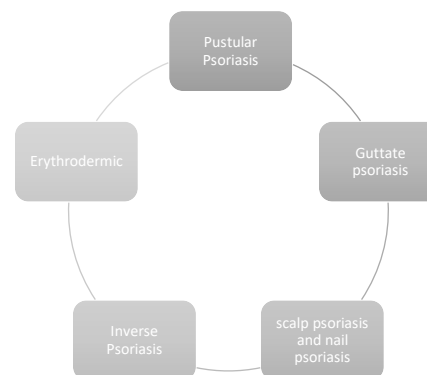 Pustular
Psoriasis
Guttate
psoriasis
scalp psoriasis
and nail
psoriasis
Inverse
Psoriasis
Erythrodermic